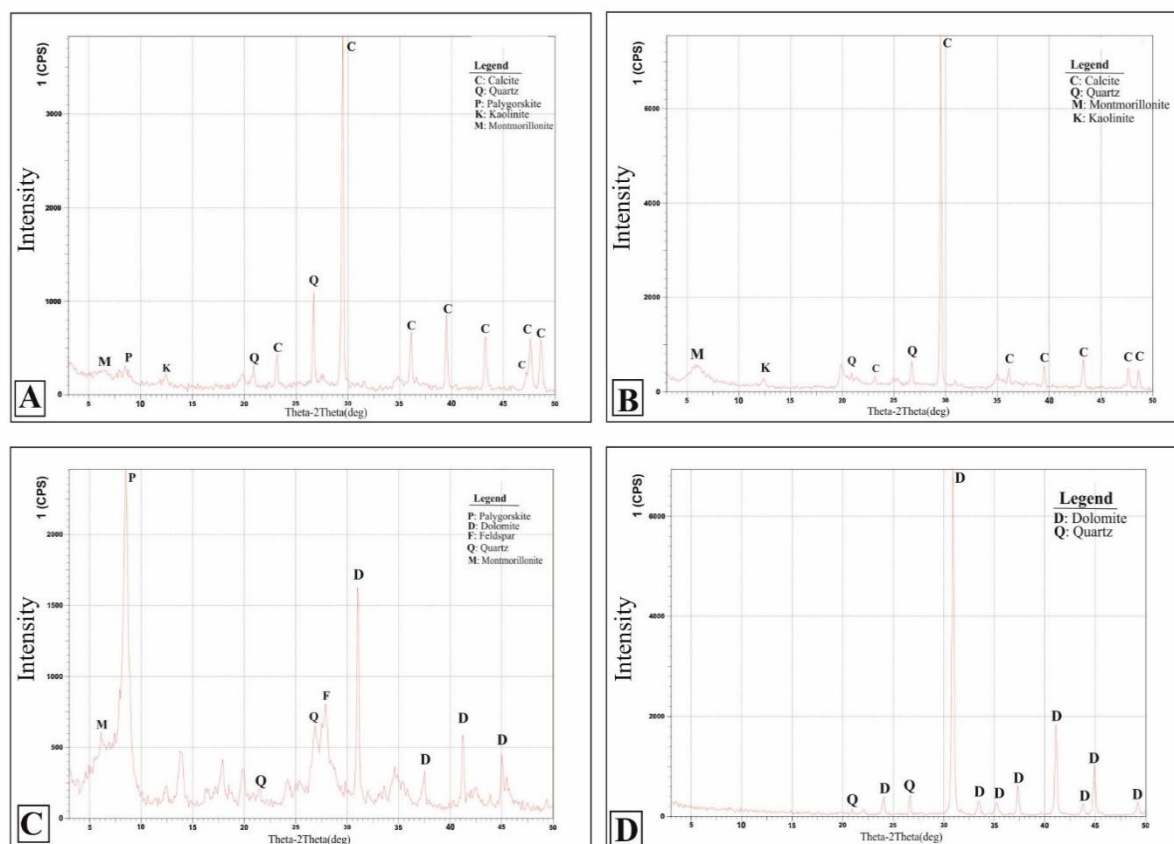 1 (CPS)
Intensity
3000
2000
1000
0
C
Legend
C: Calcite
Q: Quartz
P: Palygorskite
K: Kaolinite
M: Montmorillonite
M
P
K
Q
C
Q
C
C
C
C
C
C
5 10 15 20 25 30 35 40 45 50
Theta-2Theta(deg)
A
1 (CPS)
Intensity
6000
4000
2000
0
C
Legend
C: Calcite
Q: Quartz
M: Montmorillonite
K: Kaolinite
M
K
Q
C
Q
C
C
C
C
C
5 10 15 20 25 30 35 40 45 50
Theta-2Theta(deg)
B
1 (CPS)
Intensity
2000
1500
1000
500
0
P
Legend
P: Palygorskite
D: Dolomite
F: Feldspar
Q: Quartz
M: Montmorillonite
M
Q
Q
F
D
D
D
D
5 10 15 20 25 30 35 40 45 50
Theta-2Theta(deg)
C
1 (CPS)
Intensity
6000
4000
2000
0
D
Legend
D: Dolomite
Q: Quartz
Q
D
Q
D
D
D
D
D
D
D
5 10 15 20 25 30 35 40 45 50
Theta-2Theta(deg)
D